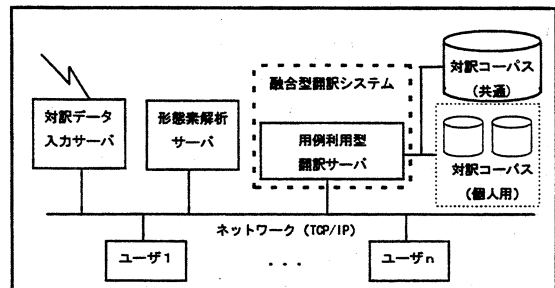 対訳データ
入力サーバ
形態素解析
サーバ
融合型翻訳システム
用例利用型
翻訳サーバ
対訳コーパス
(共通)
対訳コーパス
(個人用)
ネットワーク (TCP/IP)
ユーザ1
・・・
ユーザn